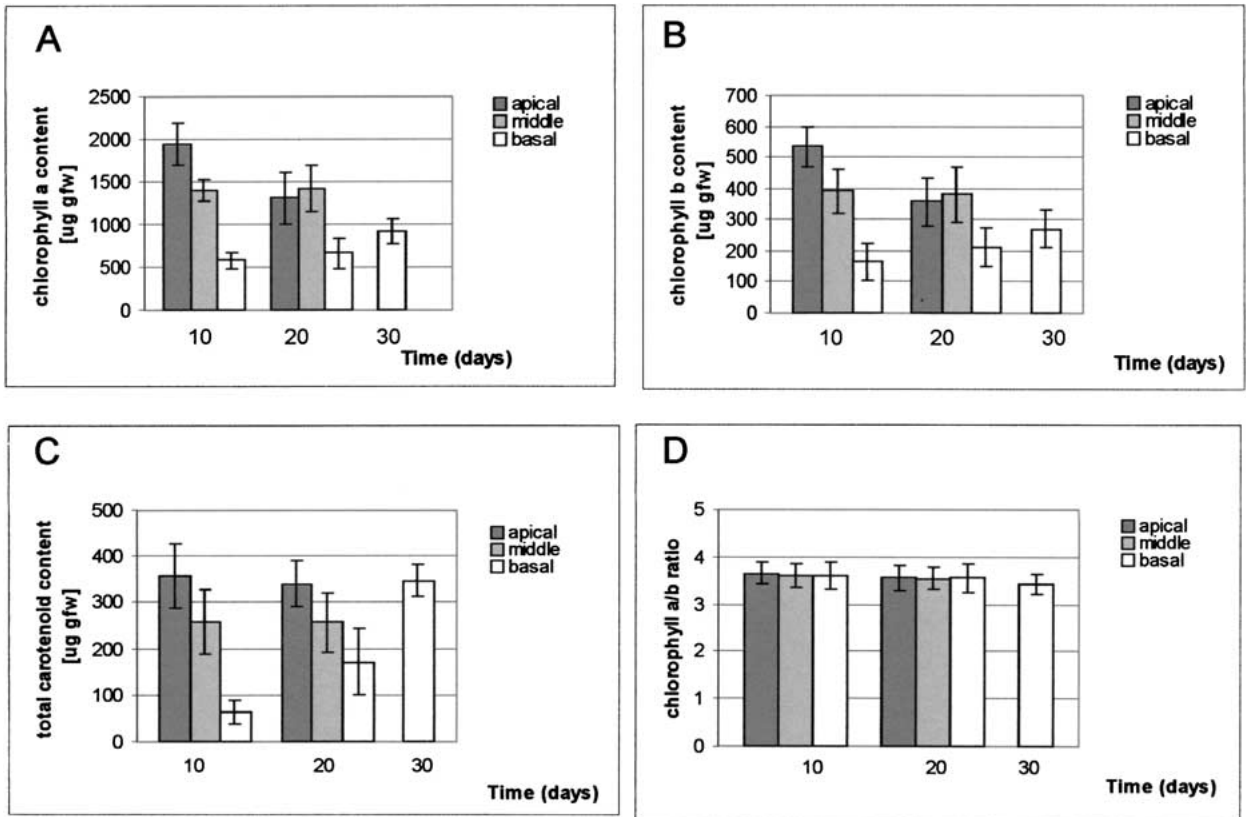 A
chlorophyll a content
[ug gfw]
2500
2000
1500
1000
500
0
10 20 30
Time (days)
apical
middle
basal
B
chlorophyll b content
[ug gfw]
700
600
500
400
300
200
100
0
10 20 30
Time (days)
apical
middle
basal
C
total carotenoid content
[ug gfw]
500
400
300
200
100
0
10 20 30
Time (days)
apical
middle
basal
D
chlorophyll a/b ratio
5
4
3
2
1
0
10 20 30
Time (days)
apical
middle
basal